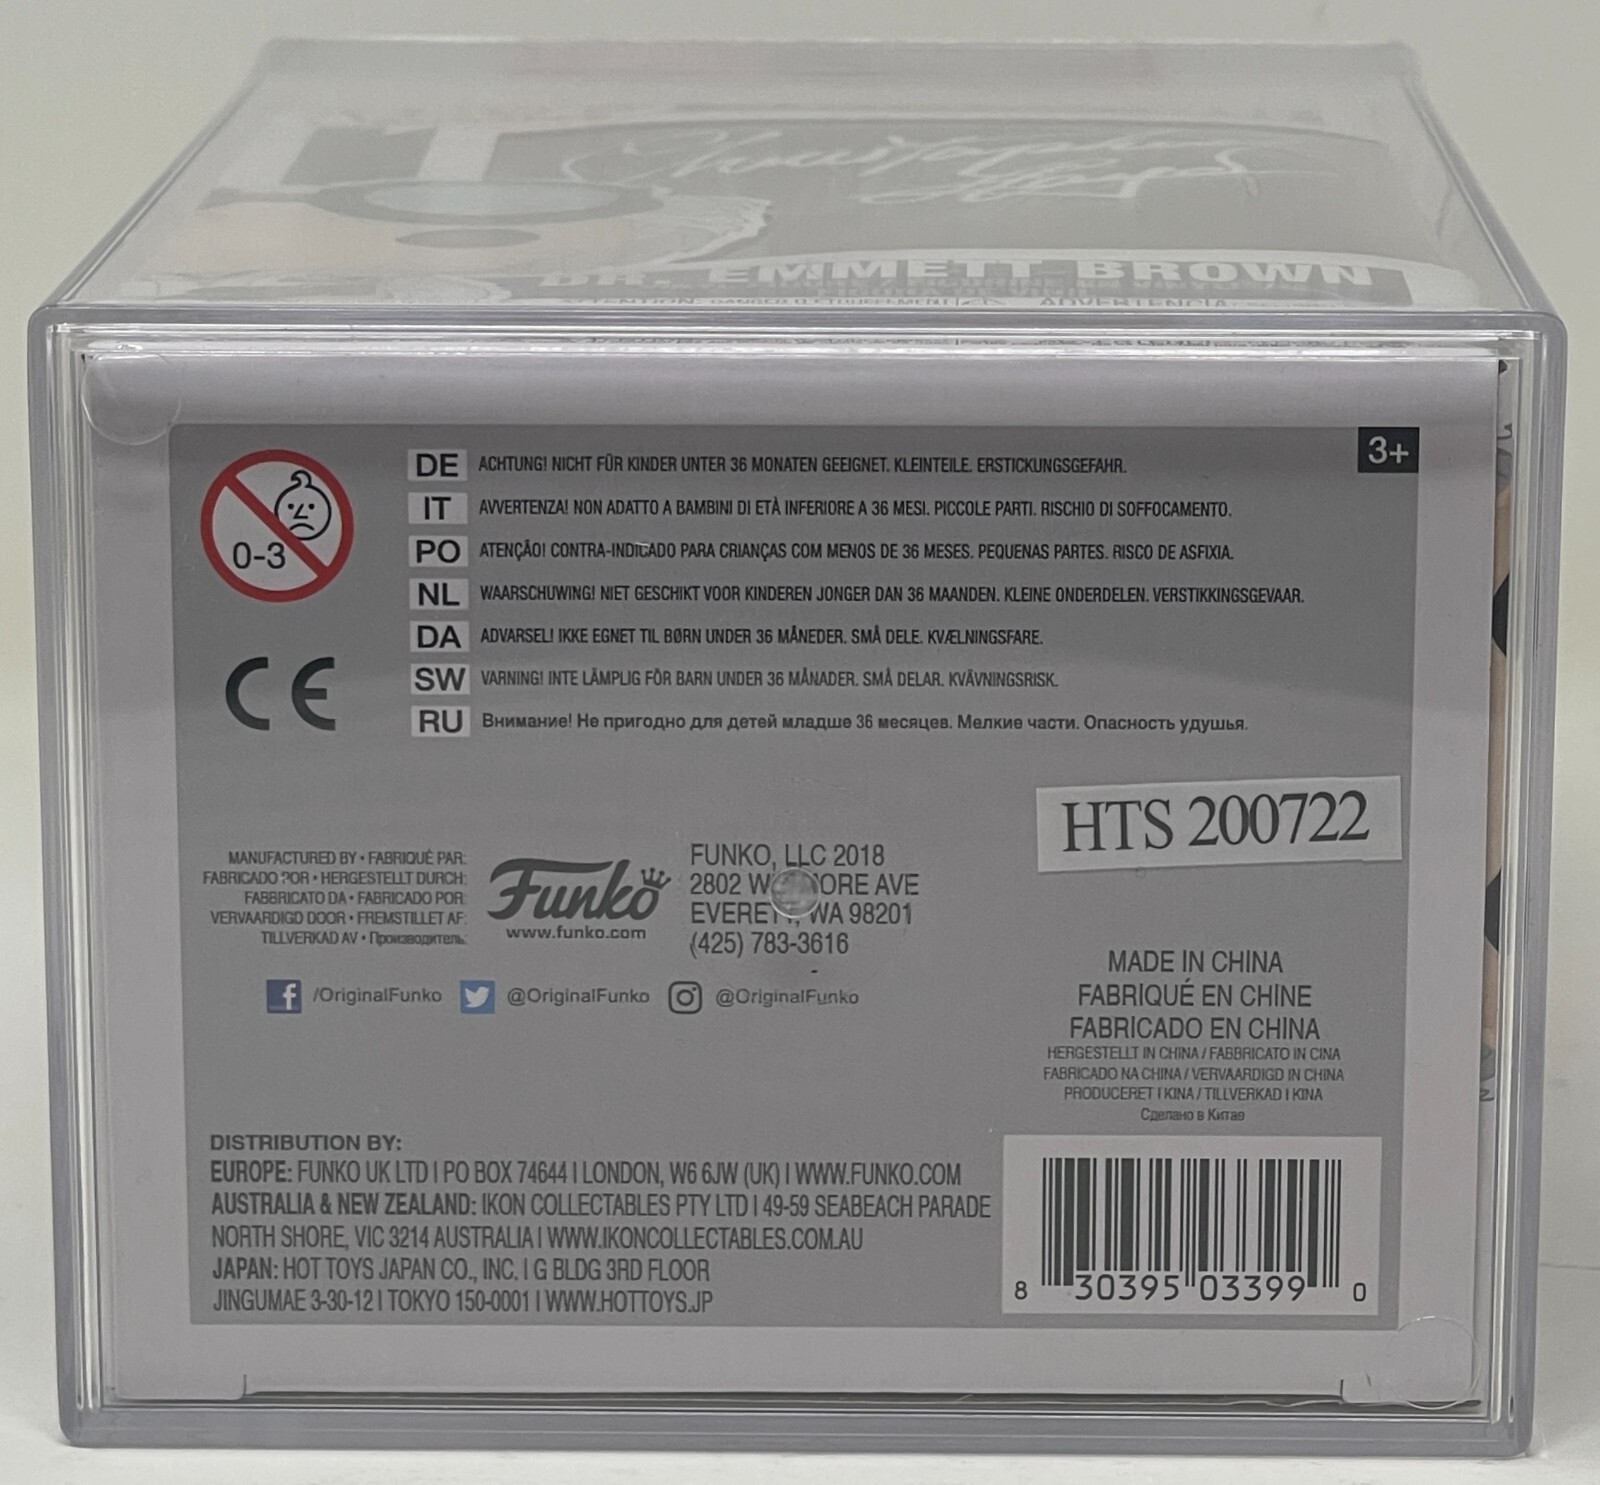 Christopher Lloyd
DR. EMMETT BROWN
3+
0-3
DE ACHTUNG! NICHT FÜR KINDER UNTER 36 MONATEN GEEIGNET. KLEINTEILE. ERSTICKUNGSGEFAHR.
IT AVVERTENZA! NON ADATTO A BAMBINI DI ETÀ INFERIORE A 36 MESI. PICCOLE PARTI. RISCHIO DI SOFFOCAMENTO.
PO ATENÇÃO! CONTRA-INDICADO PARA CRIANÇAS COM MENOS DE 36 MESES. PEQUENAS PARTES. RISCO DE ASFIXIA.
NL WAARSCHUWING! NIET GESCHIKT VOOR KINDEREN JONGER DAN 36 MAANDEN. KLEINE ONDERDELEN. VERSTIKKINGSGEVAAR.
DA ADVARSEL! IKKE EGNET TIL BØRN UNDER 36 MÅNEDER. SMÅ DELE. KVÆLNINGSFARE.
SW VARNING! INTE LÄMPLIG FÖR BARN UNDER 36 MÅNADER. SMÅ DELAR. KVÄVNINGSRISK.
RU Внимание! Не пригодно для детей младше 36 месяцев. Мелкие части. Опасность удушья.
CE
HTS 200722
MANUFACTURED BY • FABRIQUÉ PAR:
FABRICADO POR • HERGESTELLT DURCH:
FABBRICATO DA • FABRICADO POR:
VERVAARDIGD DOOR • FREMSTILLET AF:
TILLVERKAD AV • Производитель:
Funko
www.funko.com
FUNKO, LLC 2018
2802 W ORE AVE
EVERETT, WA 98201
(425) 783-3616
/OriginalFunko @OriginalFunko @OriginalFunko
MADE IN CHINA
FABRIQUÉ EN CHINE
FABRICADO EN CHINA
HERGESTELLT IN CHINA / FABBRICATO IN CINA
FABRICADO NA CHINA / VERVAARDIGD IN CHINA
PRODUCERET I KINA / TILLVERKAD I KINA
Сделано в Китае
DISTRIBUTION BY:
EUROPE: FUNKO UK LTD | PO BOX 74644 | LONDON, W6 6JW (UK) | WWW.FUNKO.COM
AUSTRALIA & NEW ZEALAND: IKON COLLECTABLES PTY LTD | 49-59 SEABEACH PARADE
NORTH SHORE, VIC 3214 AUSTRALIA | WWW.IKONCOLLECTABLES.COM.AU
JAPAN: HOT TOYS JAPAN CO., INC. | G BLDG 3RD FLOOR
JINGUMAE 3-30-12 | TOKYO 150-0001 | WWW.HOTTOYS.JP
8 30395 03399 0